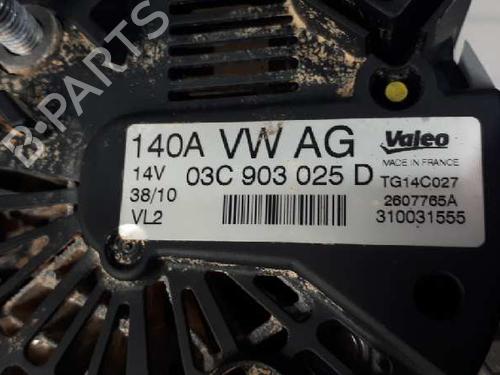 140A VW AG
14V 03C 903 025 D
38/10
VL2
Valeo
MADE IN FRANCE
TG14C027
2607765A
310031555
B-PARTS